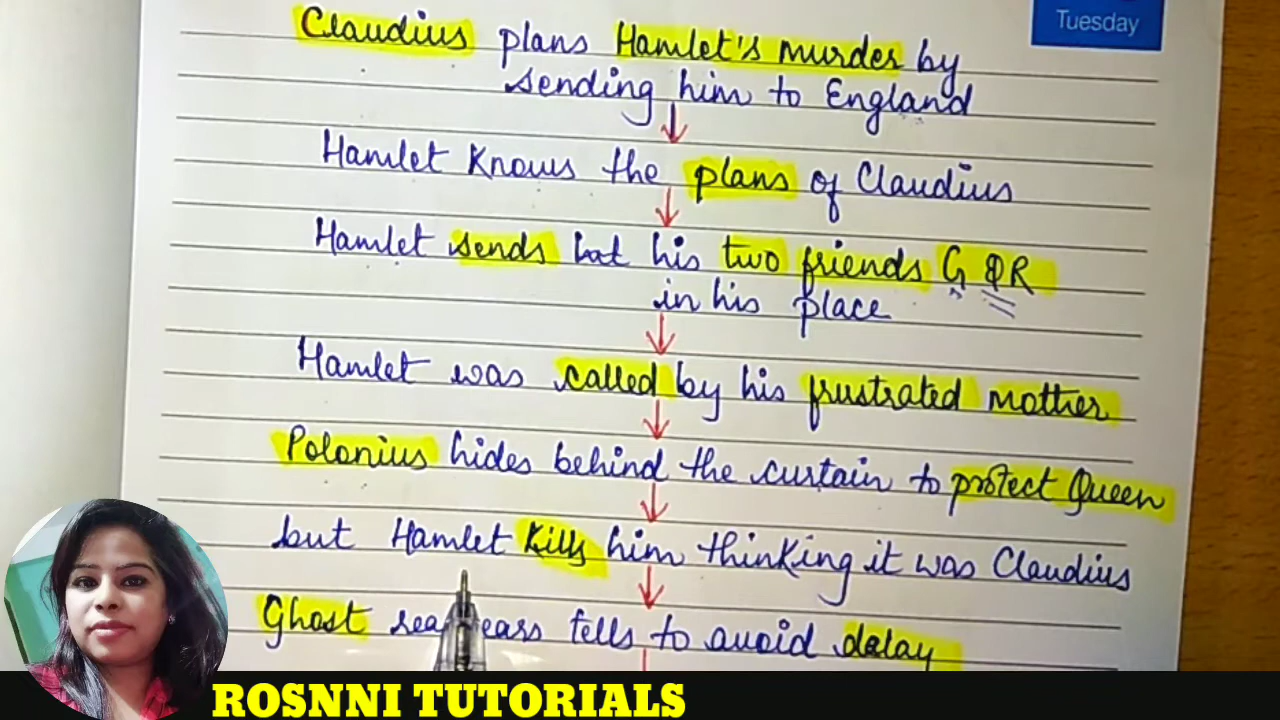 Tuesday
Claudius plans Hamlet's murder by
sending him to England
Hamlet Knows the plans of Claudius
Hamlet sends his two friends G & R
in his place
Hamlet was called by his frustrated mother
Polonius hides behind the curtain to protect Queen
but Hamlet Kills him thinking it was Claudius
Ghost tells to avoid delay
ROSNNI TUTORIALS